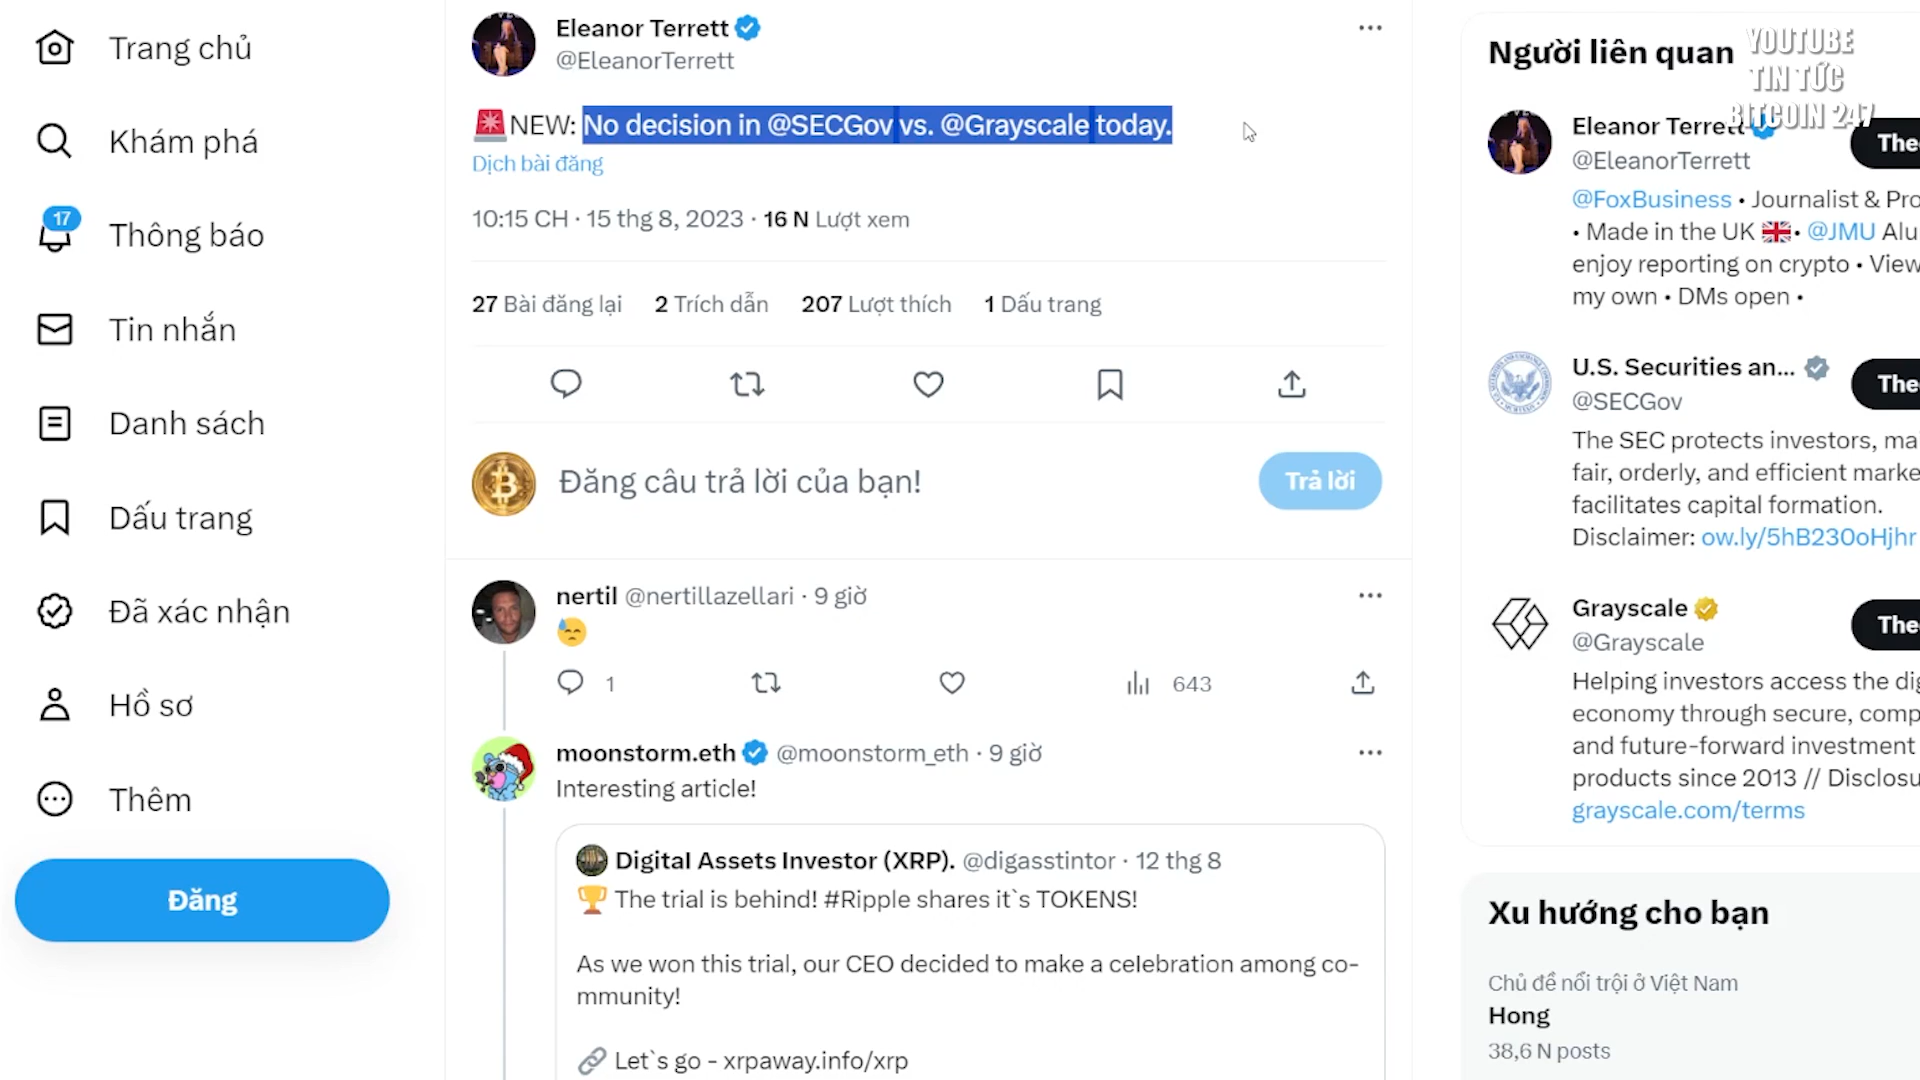 Trang chủ
Khám phá
17
Thông báo
Tin nhắn
Danh sách
Dấu trang
Đã xác nhận
Hồ sơ
Thêm
Đăng
Eleanor Terrett
@EleanorTerrett
NEW: No decision in @SECGov vs. @Grayscale today.
Dịch bài đăng
10:15 CH · 15 thg 8, 2023 · 16 N Lượt xem
27 Bài đăng lại 2 Trích dẫn 207 Lượt thích 1 Dấu trang
Đăng câu trả lời của bạn!
Trả lời
nertil @nertillazellari · 9 giờ
1
643
moonstorm.eth @moonstorm_eth · 9 giờ
Interesting article!
Digital Assets Investor (XRP). @digasstintor · 12 thg 8
The trial is behind! #Ripple shares it`s TOKENS!
As we won this trial, our CEO decided to make a celebration among co-
mmunity!
Let`s go - xrpaway.info/xrp
Người liên quan
YOUTUBE
TIN TỨC
BITCOIN 247
Eleanor Terrett
@EleanorTerrett
The
@FoxBusiness • Journalist & Pro
• Made in the UK • @JMU Alu
enjoy reporting on crypto • View
my own • DMs open •
U.S. Securities an...
@SECGov
The
The SEC protects investors, mai
fair, orderly, and efficient marke
facilitates capital formation.
Disclaimer: ow.ly/5hB230oHjhr
Grayscale
@Grayscale
The
Helping investors access the dig
economy through secure, comp
and future-forward investment
products since 2013 // Disclosu
grayscale.com/terms
Xu hướng cho bạn
Chủ đề nổi trội ở Việt Nam
Hong
38,6 N posts